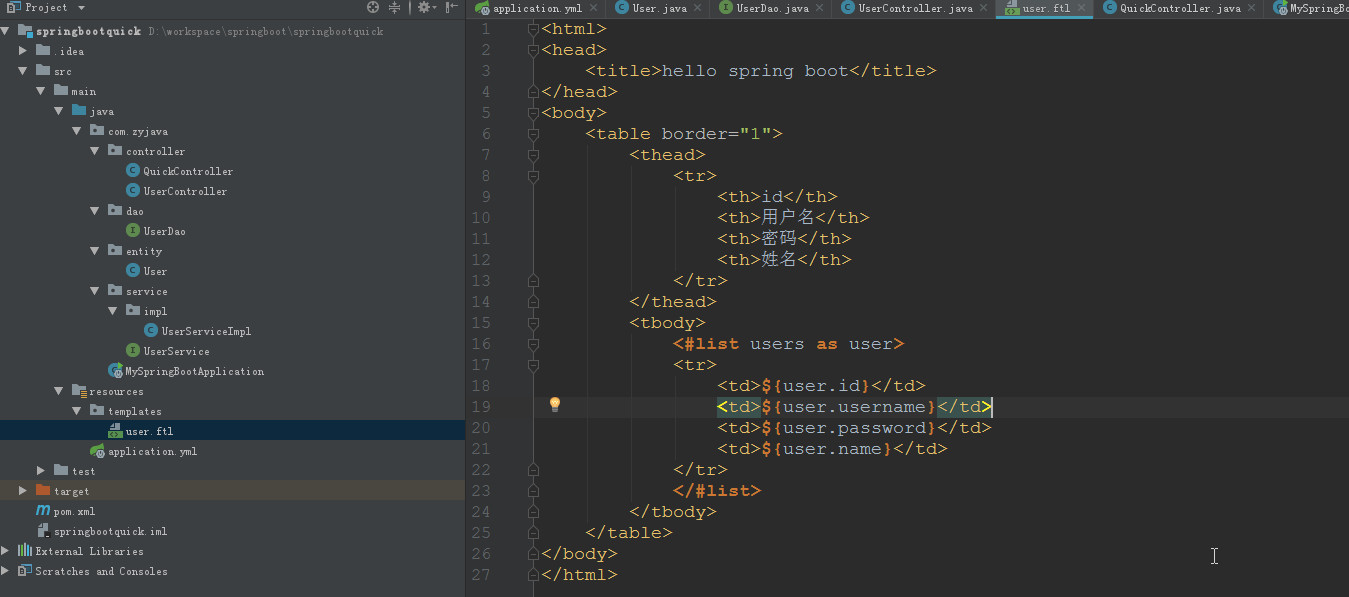 Project
springbootquick D:\workspace\springboot\springbootquick
.idea
src
main
java
com.zyjava
controller
QuickController
UserController
dao
UserDao
entity
User
service
impl
UserServiceImpl
UserService
MySpringBootApplication
resources
templates
user.ftl
application.yml
test
target
pom.xml
springbootquick.iml
External Libraries
Scratches and Consoles
application.yml User.java UserDao.java UserController.java user.ftl QuickController.java MySpringBo
1 <html>
2 <head>
3 <title>hello spring boot</title>
4 </head>
5 <body>
6 <table border="1">
7 <thead>
8 <tr>
9 <th>id</th>
10 <th>用户名</th>
11 <th>密码</th>
12 <th>姓名</th>
13 </tr>
14 </thead>
15 <tbody>
16 <#list users as user>
17 <tr>
18 <td>${user.id}</td>
19 <td>${user.username}</td>
20 <td>${user.password}</td>
21 <td>${user.name}</td>
22 </tr>
23 </#list>
24 </tbody>
25 </table>
26 </body>
27 </html>